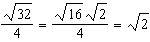 √32/4 = √16 √2/4 = √2